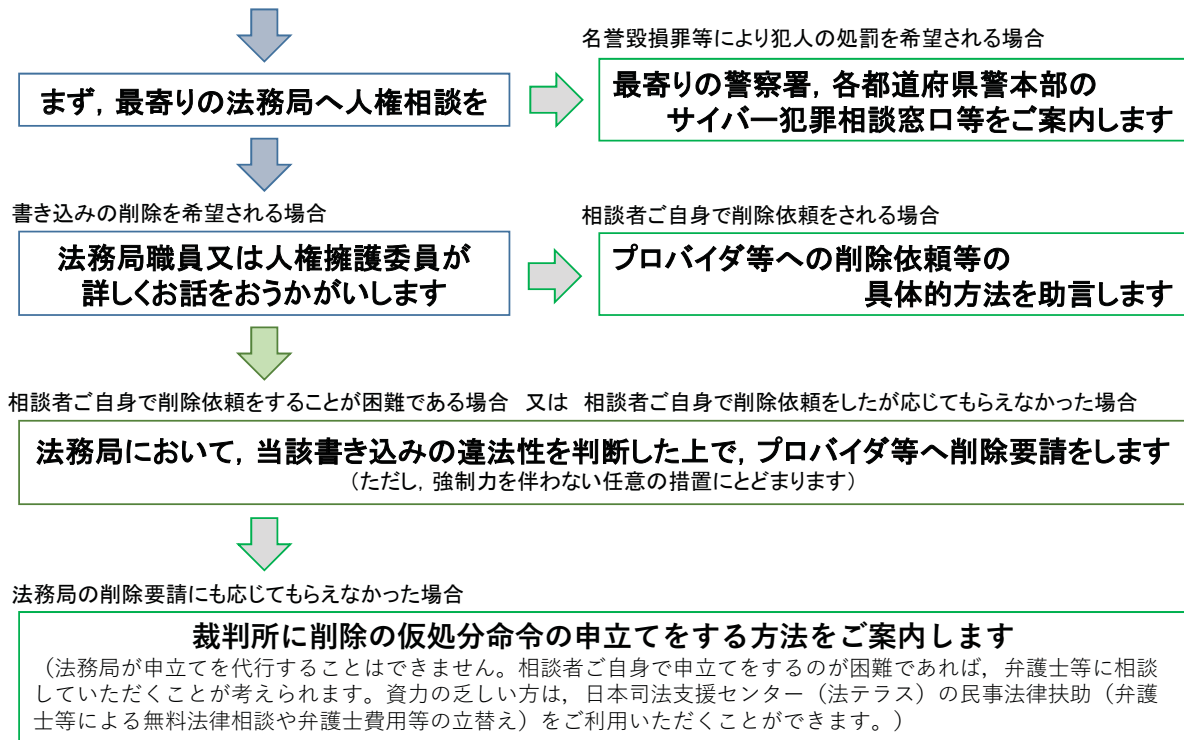 名誉毀損罪等により犯人の処罰を希望される場合
まず，最寄りの法務局へ人権相談を
最寄りの警察署，各都道府県警本部の
サイバー犯罪相談窓口等をご案内します
書き込みの削除を希望される場合
相談者ご自身で削除依頼をされる場合
法務局職員又は人権擁護委員が
詳しくお話をおうかがいします
プロバイダ等への削除依頼等の
具体的方法を助言します
相談者ご自身で削除依頼をすることが困難である場合 又は 相談者ご自身で削除依頼をしたが応じてもらえなかった場合
法務局において，当該書き込みの違法性を判断した上で，プロバイダ等へ削除要請をします
（ただし，強制力を伴わない任意の措置にとどまります）
法務局の削除要請にも応じてもらえなかった場合
裁判所に削除の仮処分命令の申立てをする方法をご案内します
（法務局が申立てを代行することはできません。相談者ご自身で申立てをするのが困難であれば，弁護士等に相談
していただくことが考えられます。資力の乏しい方は，日本司法支援センター（法テラス）の民事法律扶助（弁護
士等による無料法律相談や弁護士費用等の立替え）をご利用いただくことができます。）